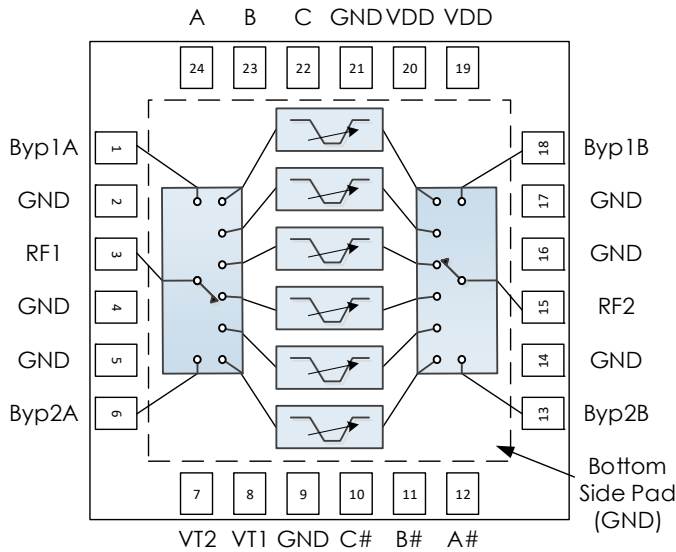 A B C GND VDD VDD
24 23 22 21 20 19
Byp1A 1 18 Byp1B
GND 2 17 GND
RF1 3 16 GND
GND 4 15 RF2
GND 5 14 GND
Byp2A 6 13 Byp2B
7 8 9 10 11 12
VT2 VT1 GND C# B# A#
Bottom
Side Pad
(GND)